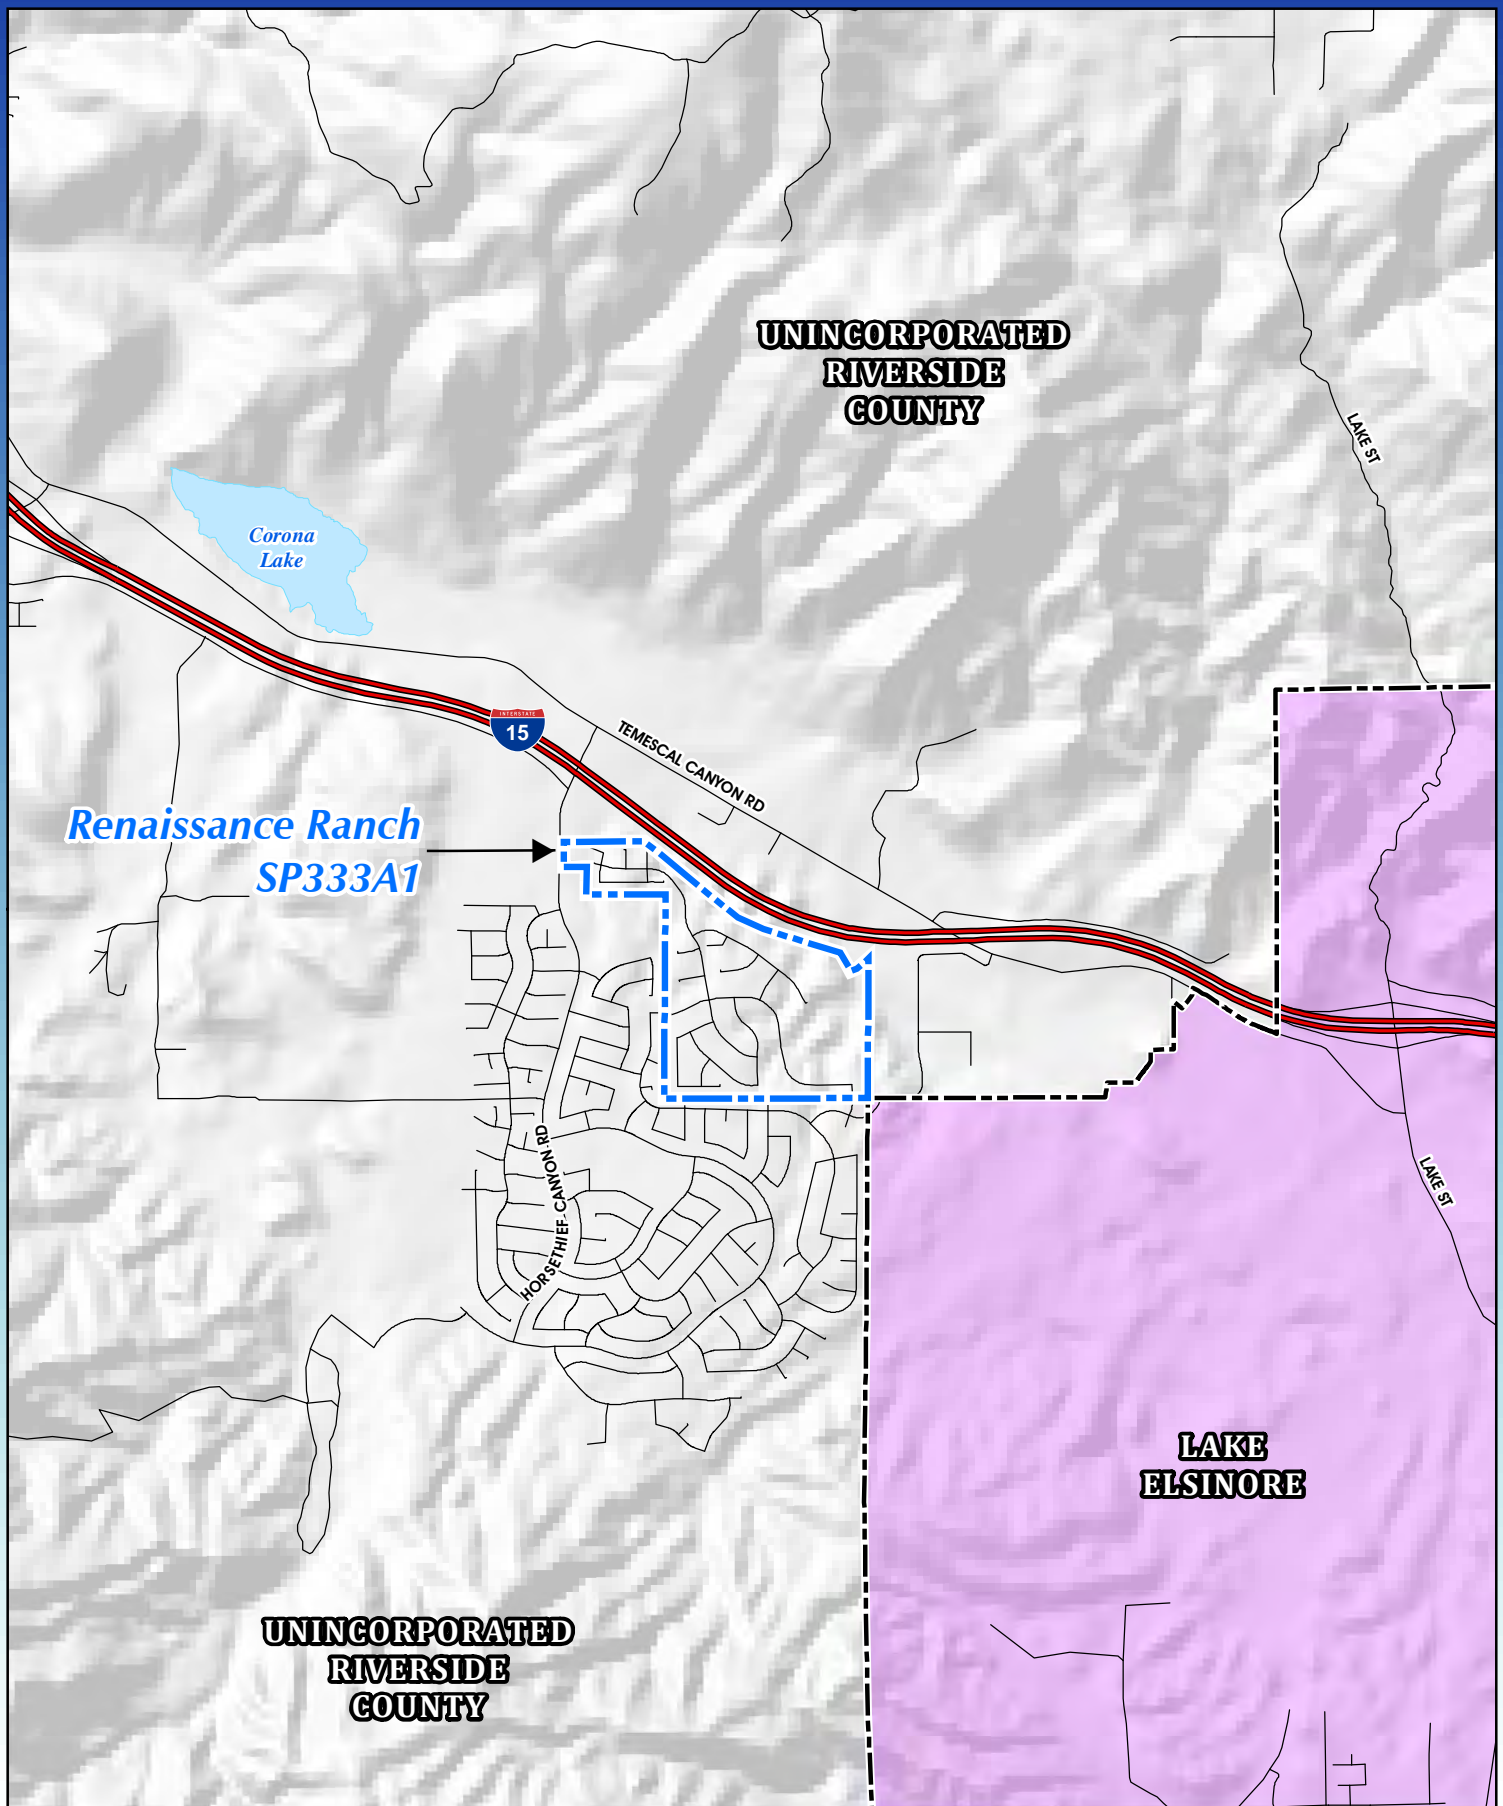 UNINCORPORATED
RIVERSIDE
COUNTY
LAKE ST
Corona
Lake
INTERSTATE
15
TEMESCAL CANYON RD
Renaissance Ranch
SP333A1
HORSETHIEF CANYON RD
LAKE ST
LAKE
ELSINORE
UNINCORPORATED
RIVERSIDE
COUNTY